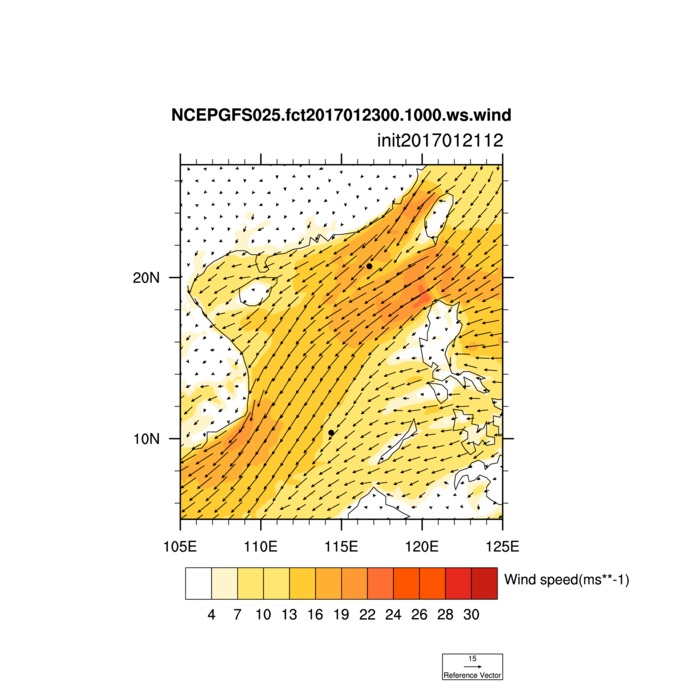 NCEPGFS025.fct2017012300.1000.ws.wind
init2017012112
20N
10N
105E 110E 115E 120E 125E
Wind speed(ms**-1)
4 7 10 13 16 19 22 24 26 28 30
15
Reference Vector